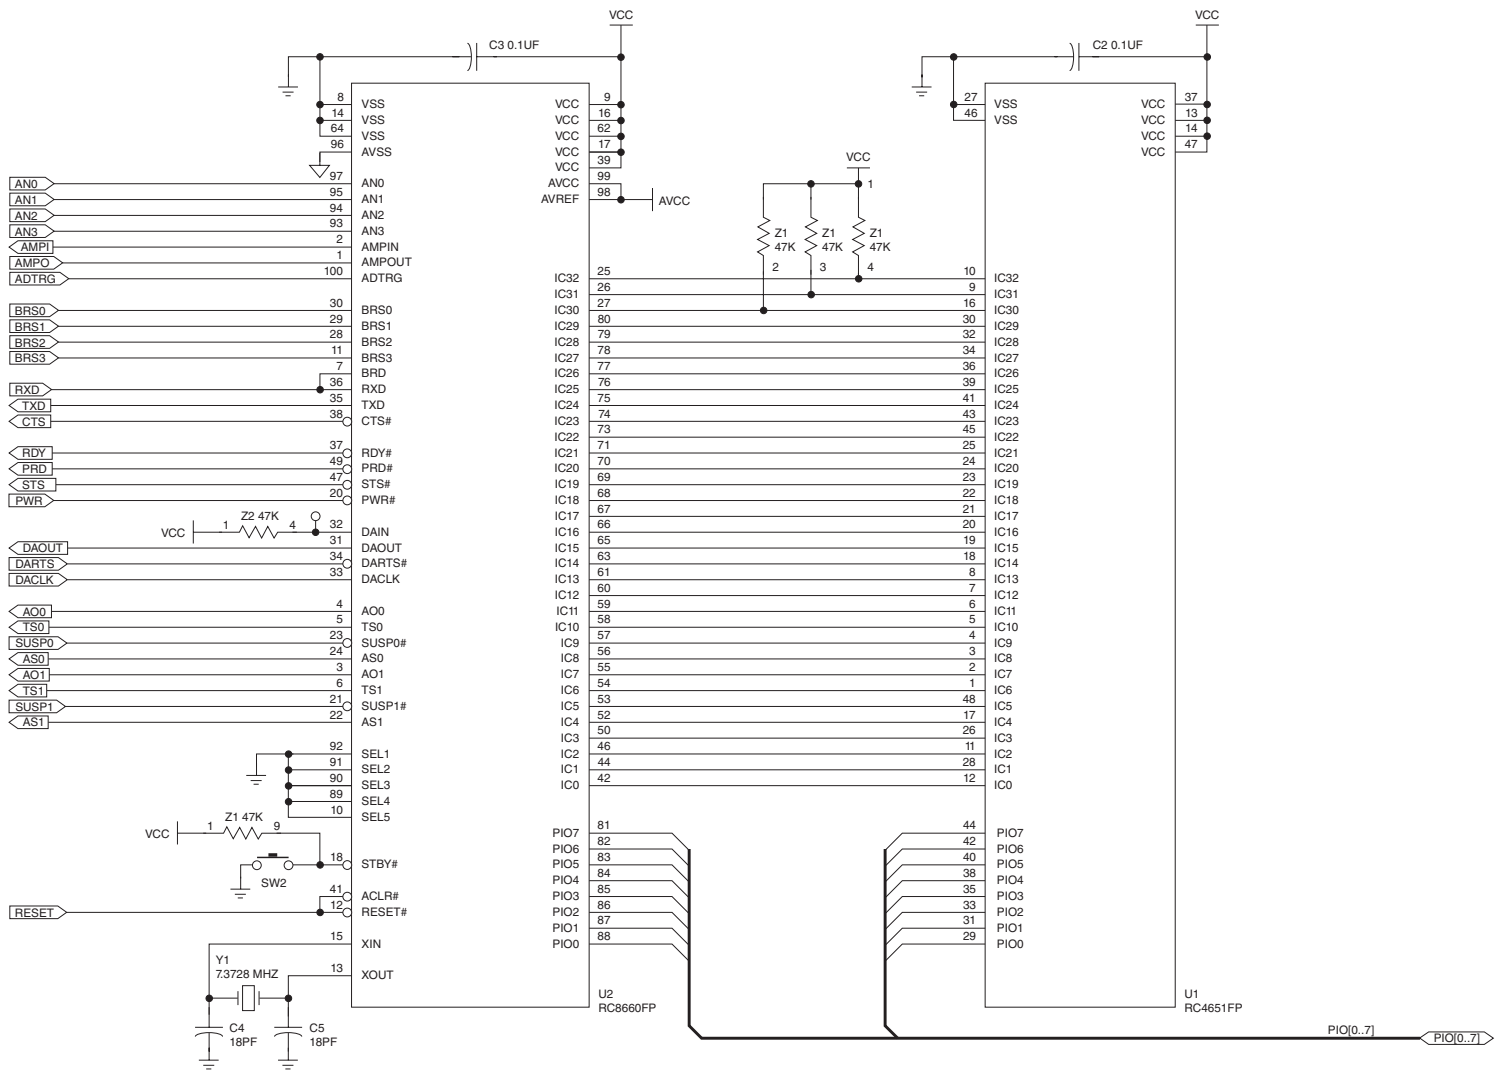 VCC
VCC
C3 0.1UF
C2 0.1UF
8 VSS
14 VSS
64 VSS
96 AVSS
AN0 97 AN0
AN1 95 AN1
AN2 94 AN2
AN3 93 AN3
AMPI 2 AMPIN
AMPO 1 AMPOUT
ADTRG 100 ADTRG
BRS0 30 BRS0
BRS1 29 BRS1
BRS2 28 BRS2
BRS3 11 BRS3
7 BRD
RXD 36 RXD
TXD 35 TXD
CTS 38 CTS#
RDY 37 RDY#
PRD 49 PRD#
STS 47 STS#
PWR 20 PWR#
VCC 1 Z2 47K 4 32 DAIN
DAOUT 31 DAOUT
DARTS 34 DARTS#
DACLK 33 DACLK
AO0 4 AO0
TS0 5 TS0
SUSP0 23 SUSP0#
AS0 24 AS0
AO1 3 AO1
TS1 6 TS1
SUSP1 21 SUSP1#
AS1 22 AS1
92 SEL1
91 SEL2
90 SEL3
89 SEL4
10 SEL5
VCC 1 Z1 47K 9
18 STBY#
SW2
41 ACLR#
RESET 12 RESET#
15 XIN
Y1
7.3728 MHZ
13 XOUT
C4
18PF
C5
18PF
VCC 9
VCC 16
VCC 62
VCC 17
VCC 39
AVCC 99
AVREF 98
AVCC
IC32 25
IC31 26
IC30 27
IC29 80
IC28 79
IC27 78
IC26 77
IC25 76
IC24 75
IC23 74
IC22 73
IC21 71
IC20 70
IC19 69
IC18 68
IC17 67
IC16 66
IC15 65
IC14 63
IC13 61
IC12 60
IC11 59
IC10 58
IC9 57
IC8 56
IC7 55
IC6 54
IC5 53
IC4 52
IC3 50
IC2 46
IC1 44
IC0 42
PIO7 81
PIO6 82
PIO5 83
PIO4 84
PIO3 85
PIO2 86
PIO1 87
PIO0 88
U2
RC8660FP
VCC
1
Z1
47K
2
Z1
47K
3
Z1
47K
4
27 VSS
46 VSS
VCC 37
VCC 13
VCC 14
VCC 47
10 IC32
9 IC31
16 IC30
30 IC29
32 IC28
34 IC27
36 IC26
39 IC25
41 IC24
43 IC23
45 IC22
25 IC21
24 IC20
23 IC19
22 IC18
21 IC17
20 IC16
19 IC15
18 IC14
8 IC13
7 IC12
6 IC11
5 IC10
4 IC9
3 IC8
2 IC7
1 IC6
48 IC5
17 IC4
26 IC3
11 IC2
28 IC1
12 IC0
44 PIO7
42 PIO6
40 PIO5
38 PIO4
35 PIO3
33 PIO2
31 PIO1
29 PIO0
U1
RC4651FP
PIO[0..7]
PIO[0..7]